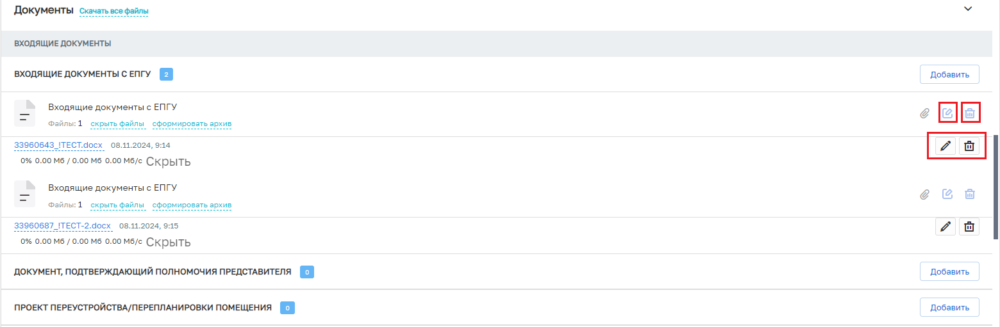 Документы Скачать все файлы
ВХОДЯЩИЕ ДОКУМЕНТЫ
ВХОДЯЩИЕ ДОКУМЕНТЫ С ЕПГУ 2 Добавить
Входящие документы с ЕПГУ
Файлы: 1 скрыть файлы сформировать архив
33960643_!ТЕСТ.docx 08.11.2024, 9:14
0% 0.00 Мб / 0.00 Мб 0.00 Мб/с Скрыть
Входящие документы с ЕПГУ
Файлы: 1 скрыть файлы сформировать архив
33960687_!ТЕСТ-2.docx 08.11.2024, 9:15
0% 0.00 Мб / 0.00 Мб 0.00 Мб/с Скрыть
ДОКУМЕНТ, ПОДТВЕРЖДАЮЩИЙ ПОЛНОМОЧИЯ ПРЕДСТАВИТЕЛЯ 0 Добавить
ПРОЕКТ ПЕРЕУСТРОЙСТВА/ПЕРЕПЛАНИРОВКИ ПОМЕЩЕНИЯ 0 Добавить